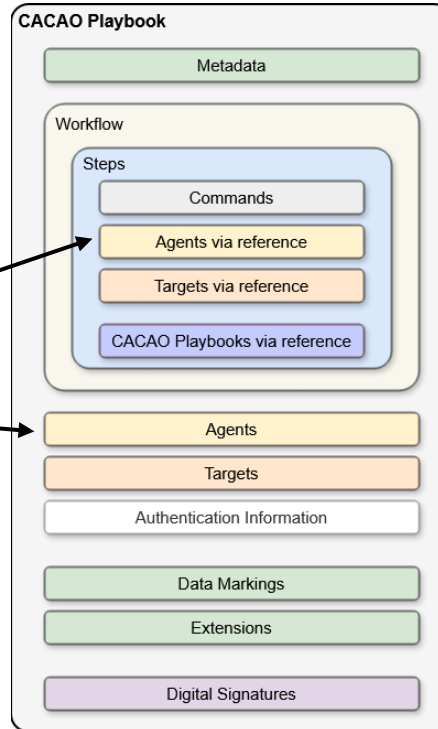 CACAO Playbook
Metadata
Workflow
Steps
Commands
Agents via reference
Targets via reference
CACAO Playbooks via reference
Agents
Targets
Authentication Information
Data Markings
Extensions
Digital Signatures